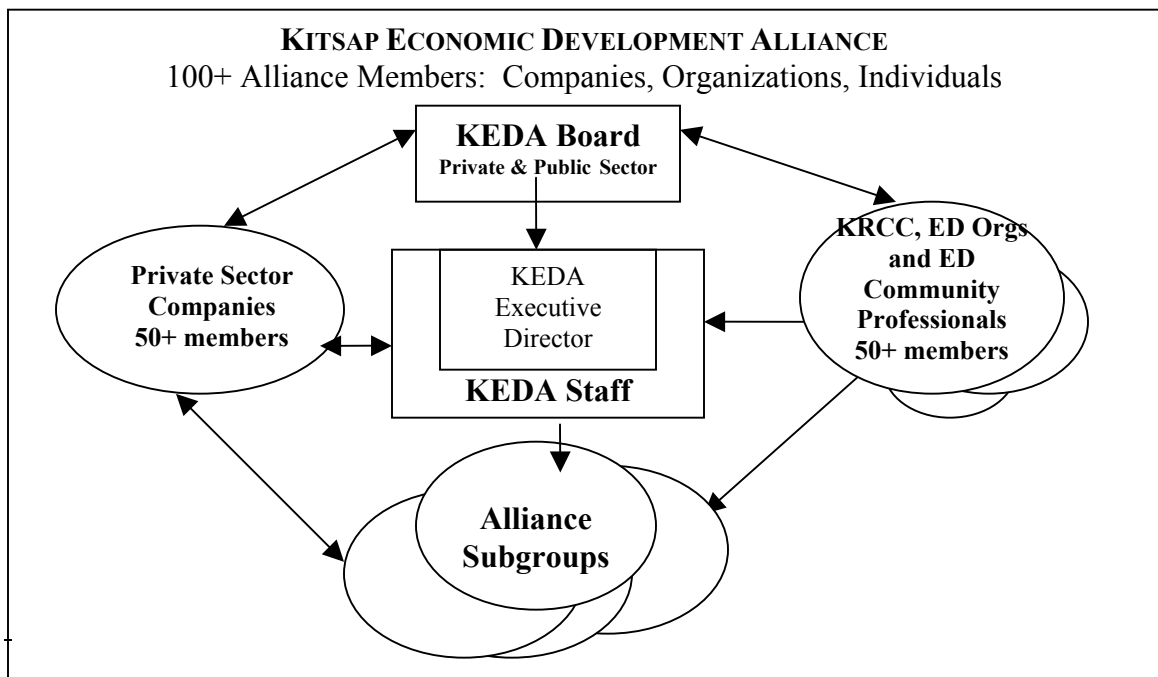 KITSAP ECONOMIC DEVELOPMENT ALLIANCE
100+ Alliance Members:  Companies, Organizations, Individuals
KEDA Board
Private & Public Sector
Private Sector
Companies
50+ members
KEDA
Executive
Director
KEDA Staff
KRCC, ED Orgs
and ED
Community
Professionals
50+ members
Alliance
Subgroups